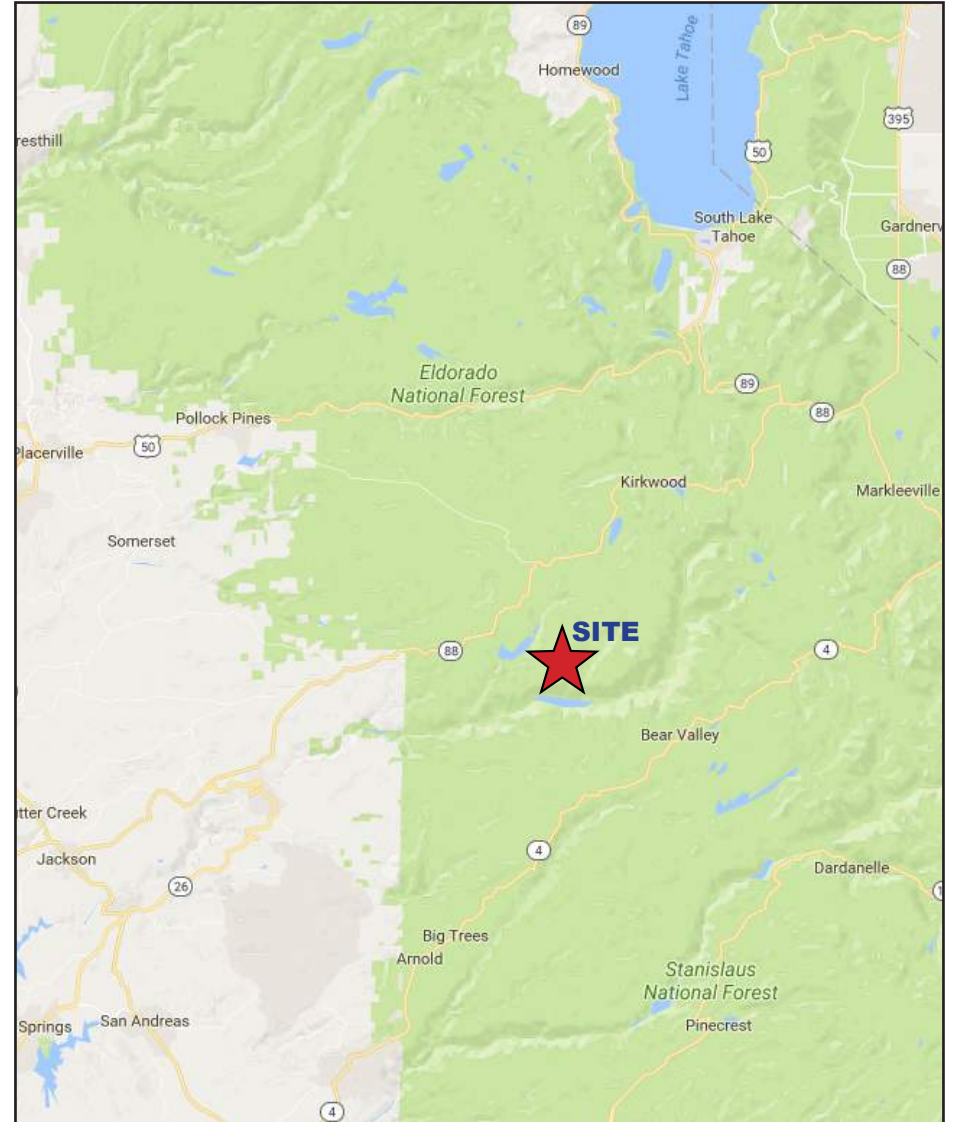 89
Homewood
Lake Tahoe
395
resthill
50
South Lake
Tahoe
Gardnerv
88
Eldorado
National Forest
89
88
Pollock Pines
50
Placerville
Kirkwood
Markleeville
Somerset
SITE
88
4
Bear Valley
utter Creek
4
Jackson
Dardanelle
26
1
Big Trees
Arnold
Stanislaus
National Forest
Springs
San Andreas
Pinecrest
4